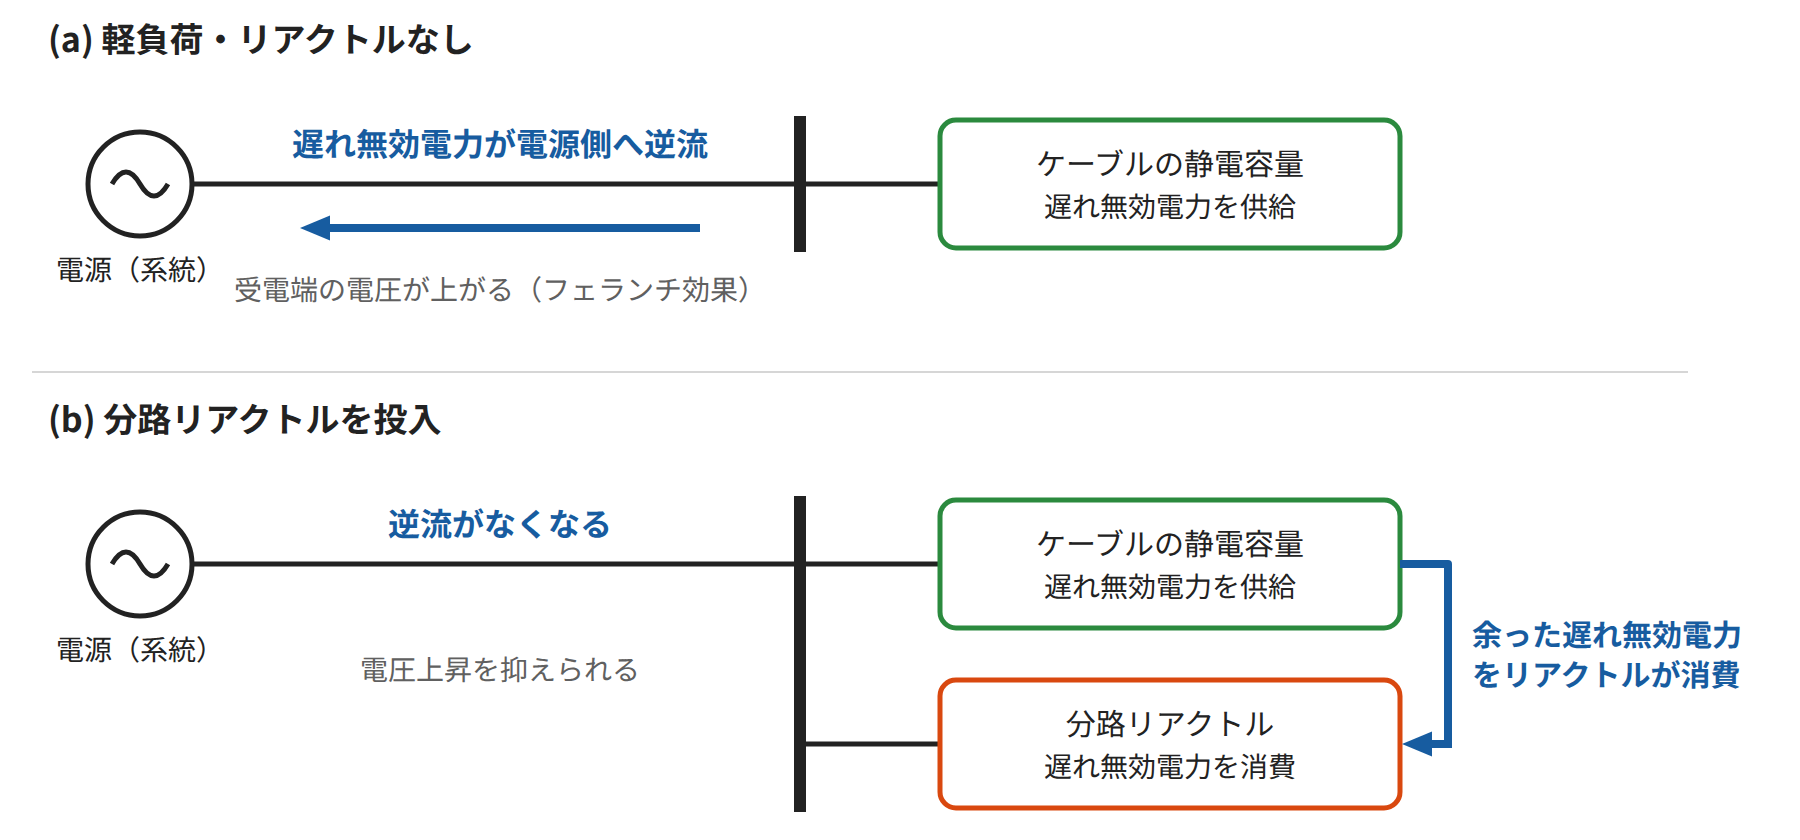 (a) 軽負荷・リアクトルなし
遅れ無効電力が電源側へ逆流
ケーブルの静電容量
遅れ無効電力を供給
電源（系統）
受電端の電圧が上がる（フェランチ効果）
(b) 分路リアクトルを投入
逆流がなくなる
ケーブルの静電容量
遅れ無効電力を供給
電源（系統）
電圧上昇を抑えられる
余った遅れ無効電力
をリアクトルが消費
分路リアクトル
遅れ無効電力を消費